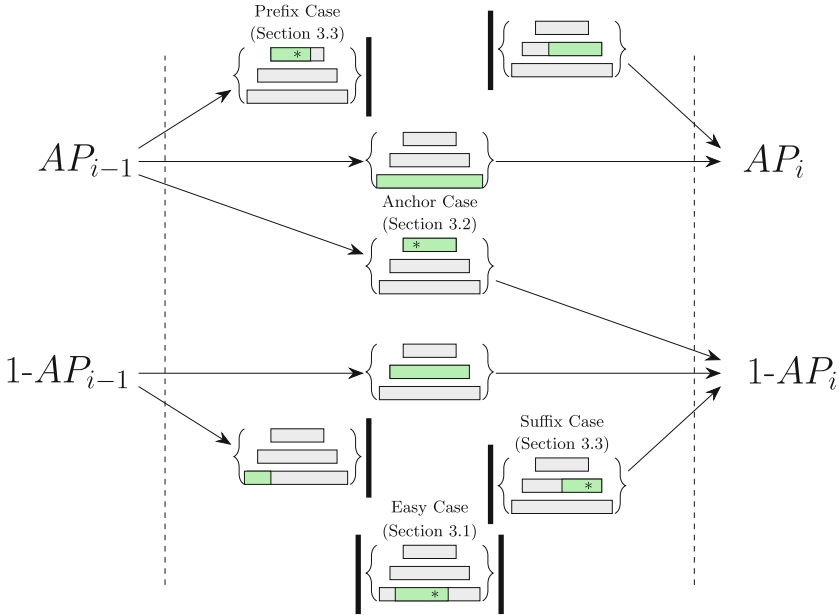 Prefix Case
(Section 3.3)
*
AP_{i−1}
AP_i
Anchor Case
(Section 3.2)
*
1-AP_{i−1}
1-AP_i
Suffix Case
(Section 3.3)
*
Easy Case
(Section 3.1)
*